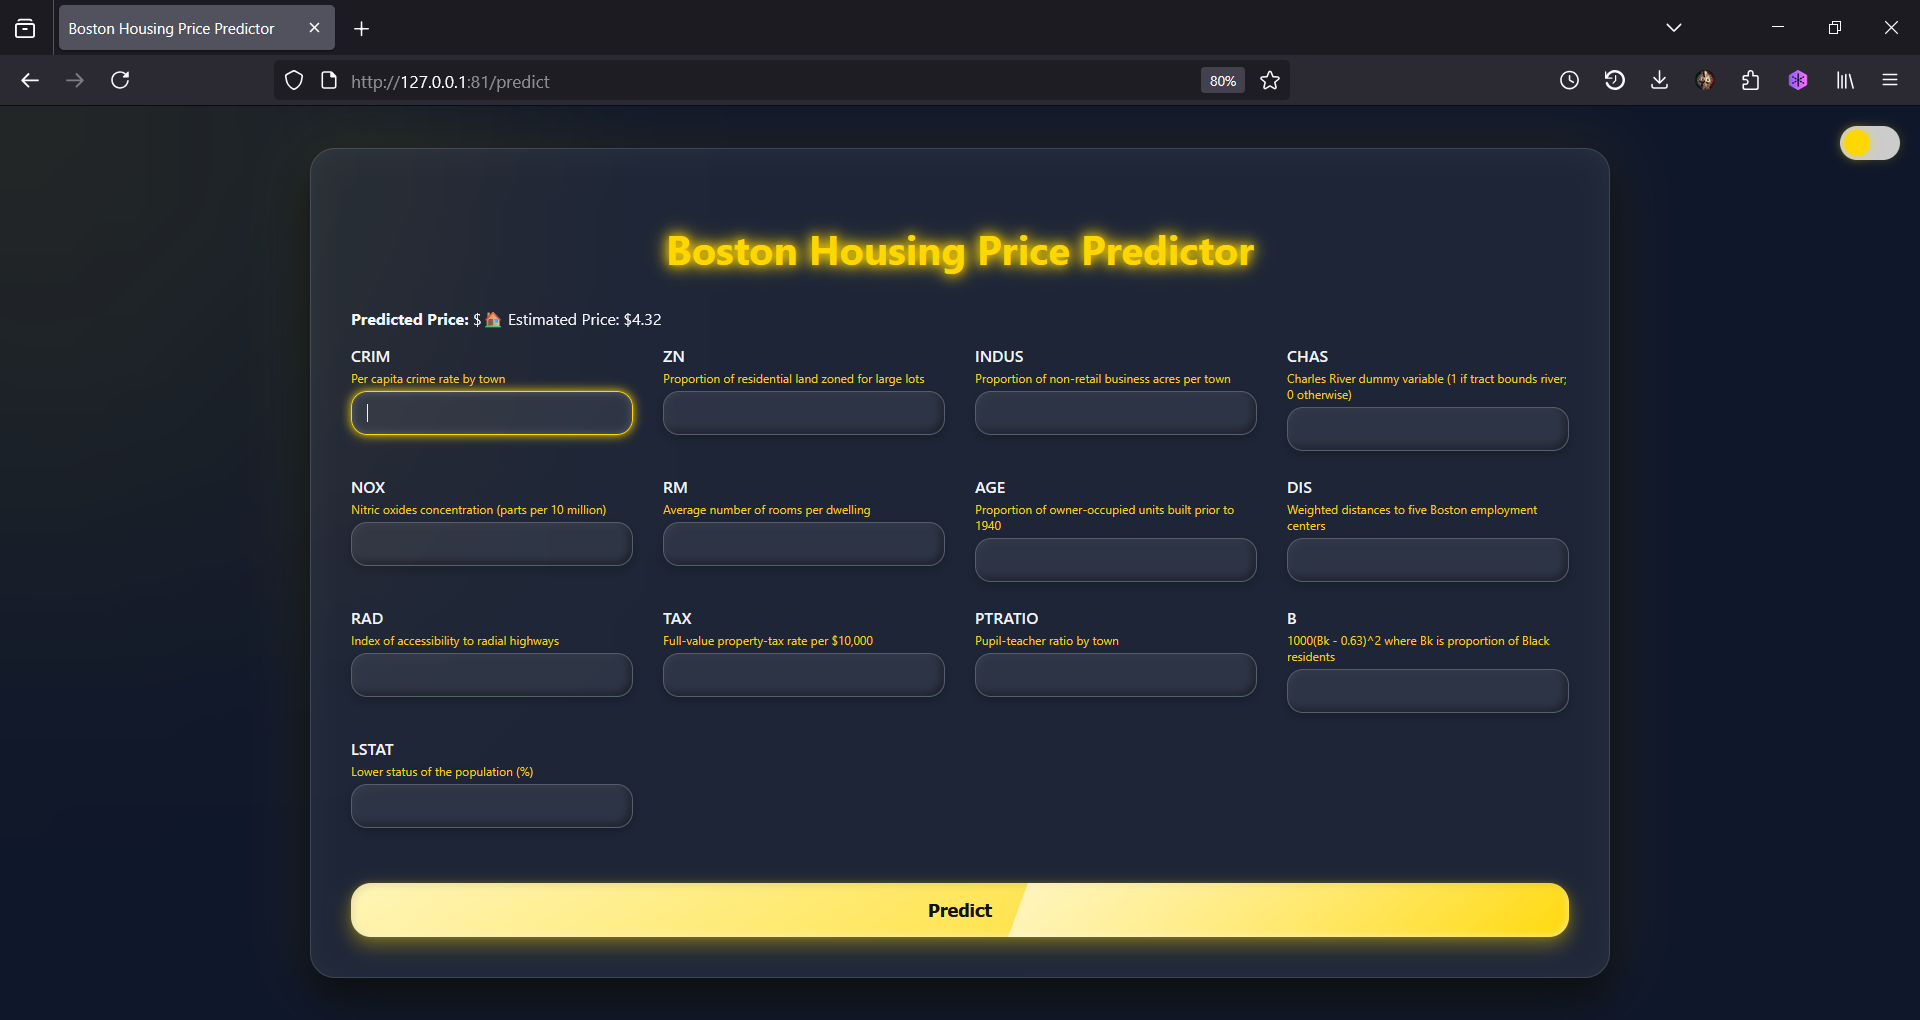 Boston Housing Price Predictor
http://127.0.0.1:81/predict
80%
Boston Housing Price Predictor
Predicted Price: $ 🏠 Estimated Price: $4.32
CRIM
Per capita crime rate by town
ZN
Proportion of residential land zoned for large lots
INDUS
Proportion of non-retail business acres per town
CHAS
Charles River dummy variable (1 if tract bounds river;
0 otherwise)
NOX
Nitric oxides concentration (parts per 10 million)
RM
Average number of rooms per dwelling
AGE
Proportion of owner-occupied units built prior to
1940
DIS
Weighted distances to five Boston employment
centers
RAD
Index of accessibility to radial highways
TAX
Full-value property-tax rate per $10,000
PTRATIO
Pupil-teacher ratio by town
B
1000(Bk - 0.63)^2 where Bk is proportion of Black
residents
LSTAT
Lower status of the population (%)
Predict